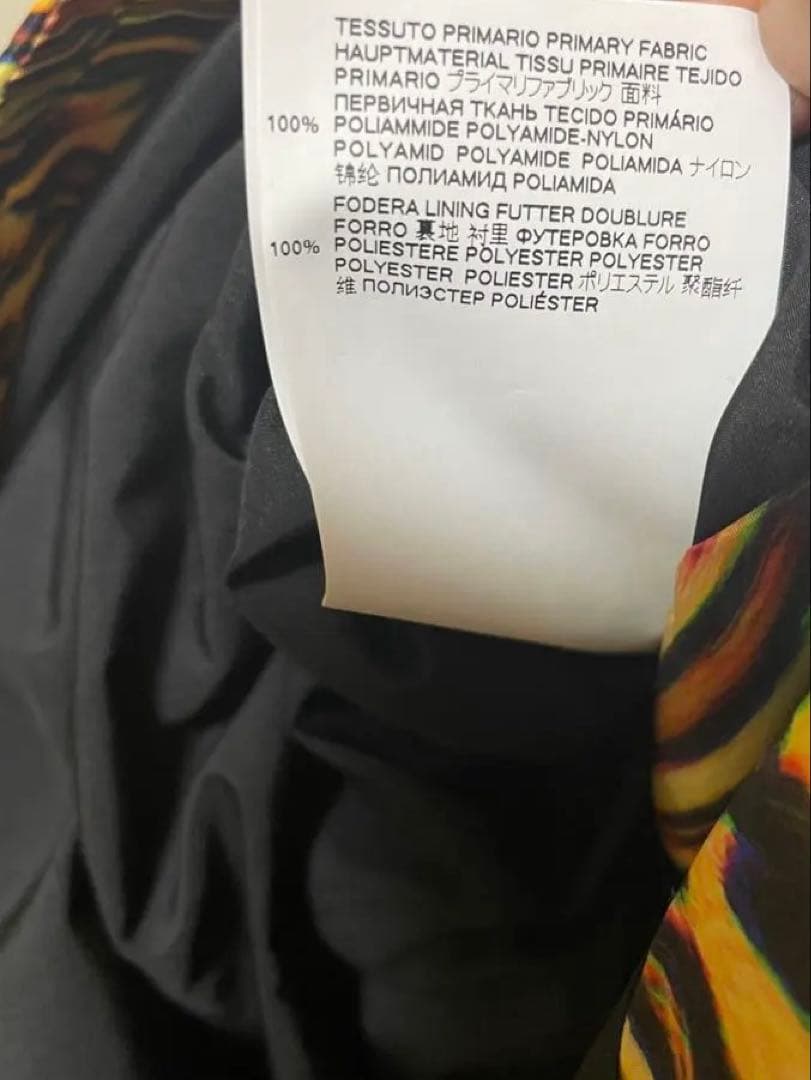 TESSUTO PRIMARIO PRIMARY FABRIC
HAUPTMATERIAL TISSU PRIMAIRE TEJIDO
PRIMARIO プライマリファブリック 面料
ПЕРВИЧНАЯ ТКАНЬ TECIDO PRIMÁRIO
100% POLIAMMIDE POLYAMIDE-NYLON
POLYAMID POLYAMIDE POLIAMIDA ナイロン
锦纶 ПОЛИАМИД POLIAMIDA
FODERA LINING FUTTER DOUBLURE
FORRO 裏地 衬里 ФУТЕРОВКА FORRO
100% POLIESTERE POLYESTER POLYESTER
POLYESTER POLIESTER ポリエステル 聚酯纤
维 ПОЛИЭСТЕР POLIÉSTER